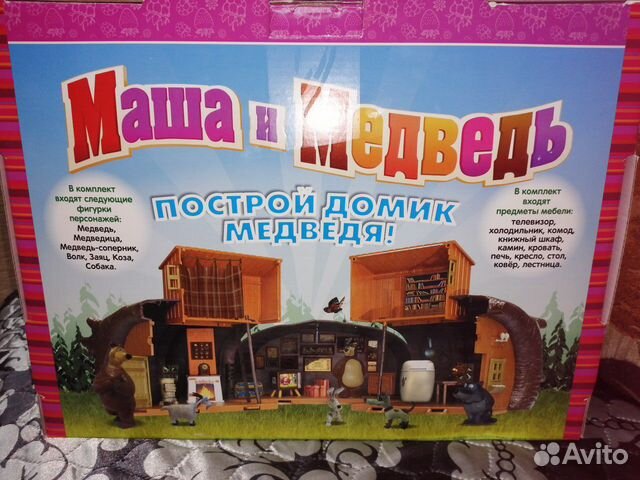 Маша и Медведь
В комплект
входят следующие
фигурки
персонажей:
Медведь,
Медведица,
Медведь-соперник,
Волк, Заяц, Коза,
Собака.
ПОСТРОЙ ДОМИК
МЕДВЕДЯ!
В комплект
входят
предметы мебели:
телевизор,
холодильник, комод,
книжный шкаф,
камин, кровать,
печь, кресло, стол,
ковёр, лестница.
Avito